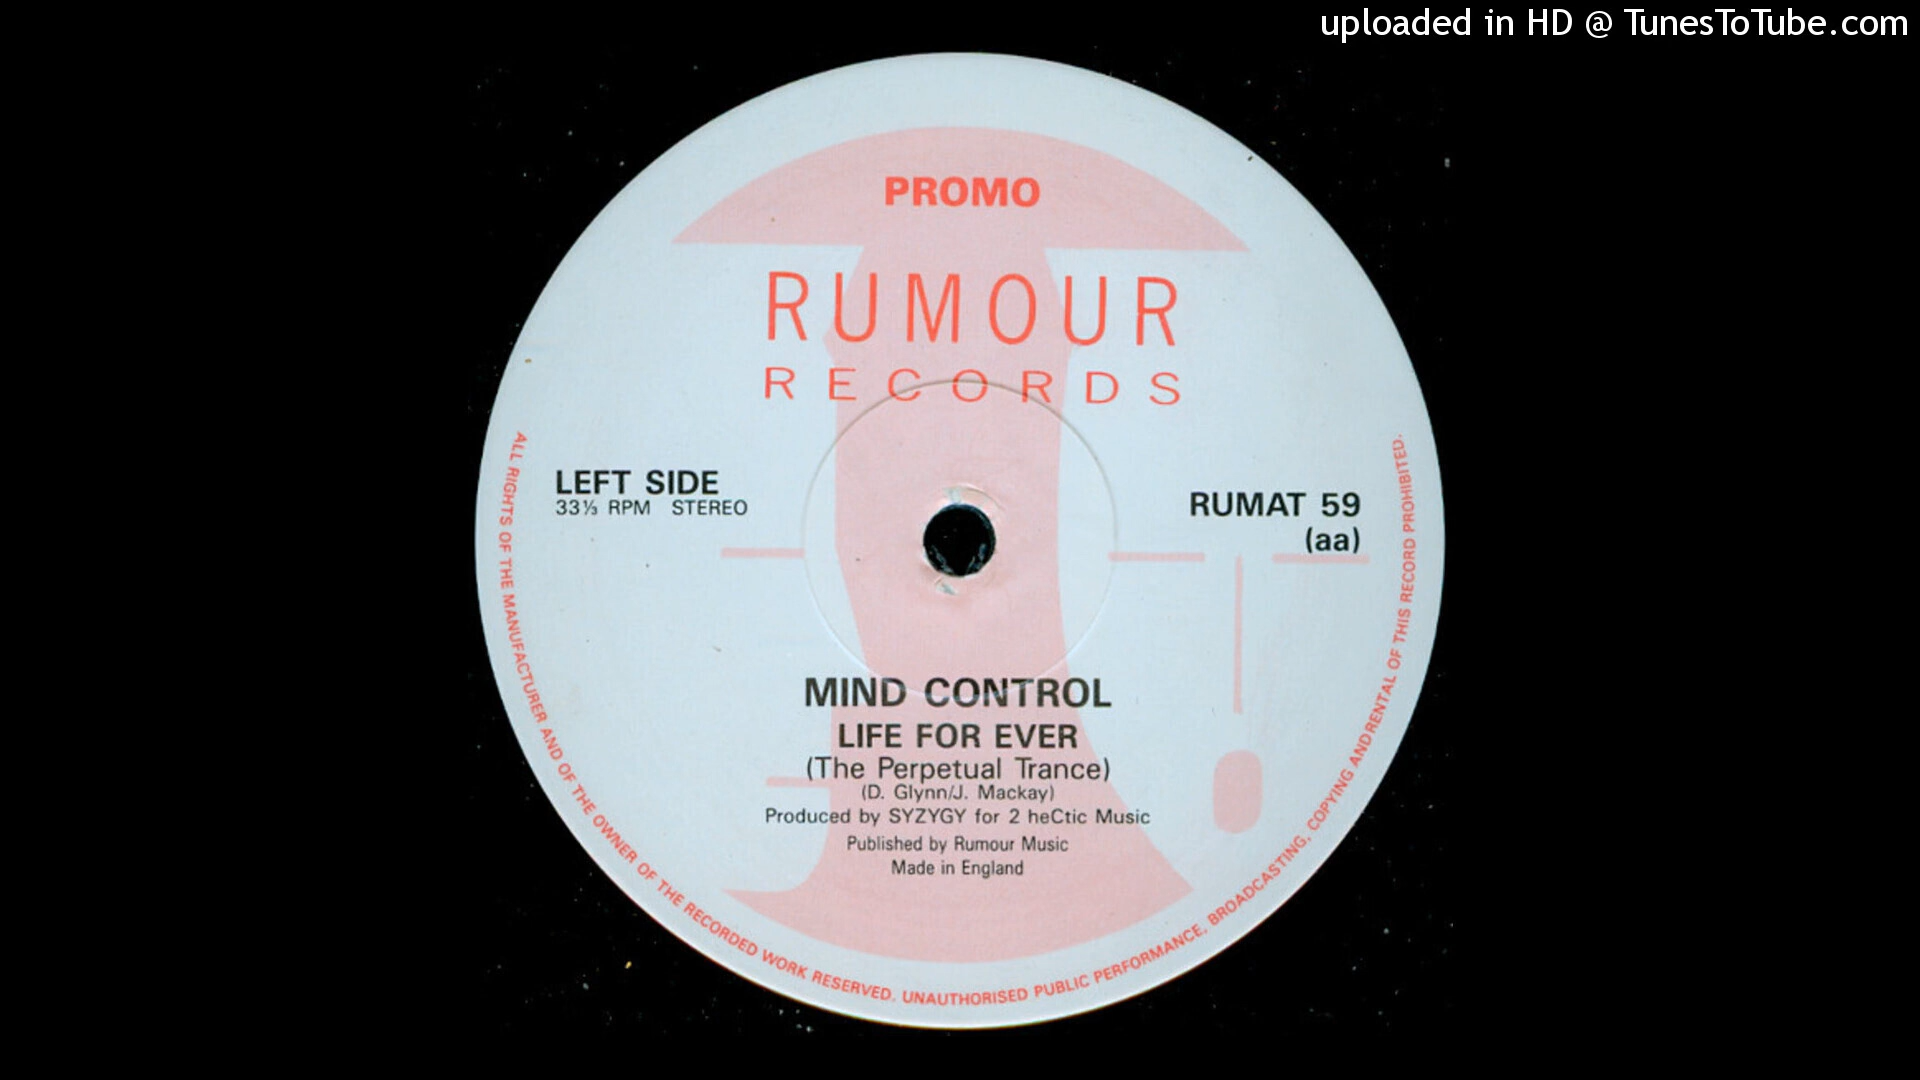 uploaded in HD @ TunesToTube.com
PROMO
RUMOUR
RECORDS
LEFT SIDE
33⅓ RPM STEREO
RUMAT 59
(aa)
MIND CONTROL
LIFE FOR EVER
(The Perpetual Trance)
(D. Glynn/J. Mackay)
Produced by SYZYGY for 2 heCtic Music
Published by Rumour Music
Made in England
ALL RIGHTS OF THE MANUFACTURER AND OF THE OWNER OF THE RECORDED WORK RESERVED. UNAUTHORISED PUBLIC PERFORMANCE, BROADCASTING, COPYING ANDRENTAL OF THIS RECORD PROHIBITED.